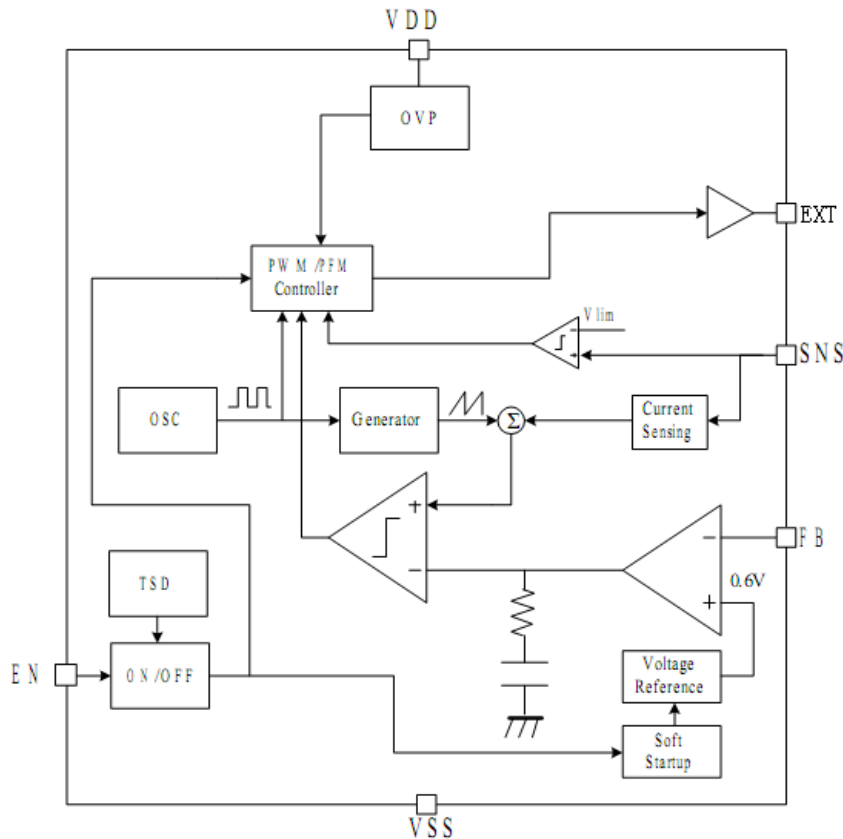 VDD
OVP
EXT
PWM/PFM
Controller
V lim
SNS
OSC
Generator
Σ
Current
Sensing
+
−
FB
−
0.6V
+
TSD
EN
ON/OFF
Voltage
Reference
Soft
Startup
VSS